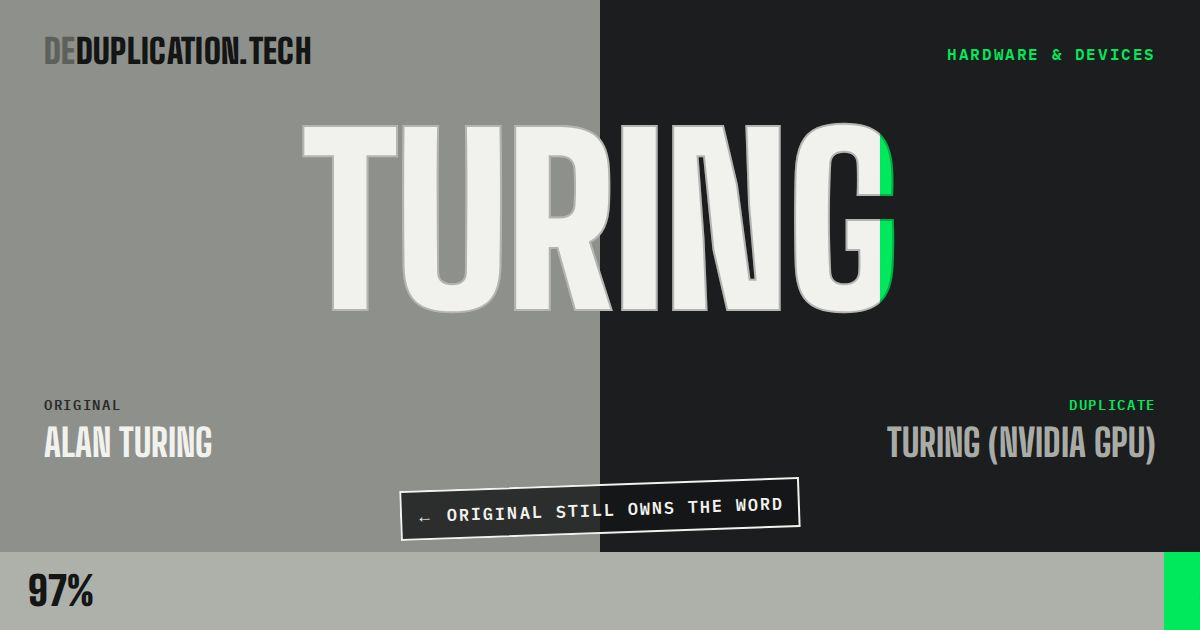 DEDUPLICATION.TECH
HARDWARE & DEVICES
TURING
ORIGINAL
ALAN TURING
DUPLICATE
TURING (NVIDIA GPU)
← ORIGINAL STILL OWNS THE WORD
97%